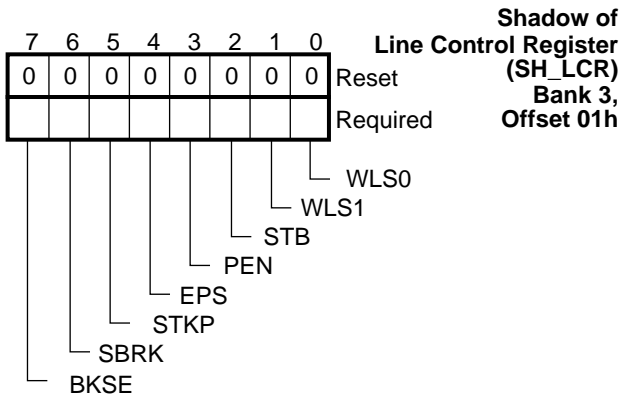 Shadow of
Line Control Register
(SH_LCR)
Bank 3,
Offset 01h
7 6 5 4 3 2 1 0
0 0 0 0 0 0 0 0 Reset
Required
WLS0
WLS1
STB
PEN
EPS
STKP
SBRK
BKSE